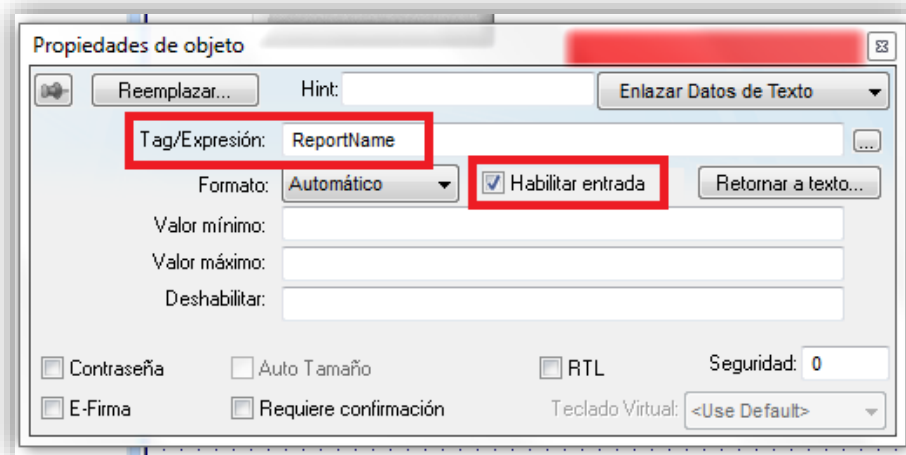 Propiedades de objeto
Reemplazar... Hint: Enlazar Datos de Texto
Tag/Expresión: ReportName ...
Formato: Automático Habilitar entrada Retornar a texto...
Valor mínimo:
Valor máximo:
Deshabilitar:
Contraseña Auto Tamaño RTL Seguridad: 0
E-Firma Requiere confirmación Teclado Virtual: <Use Default>